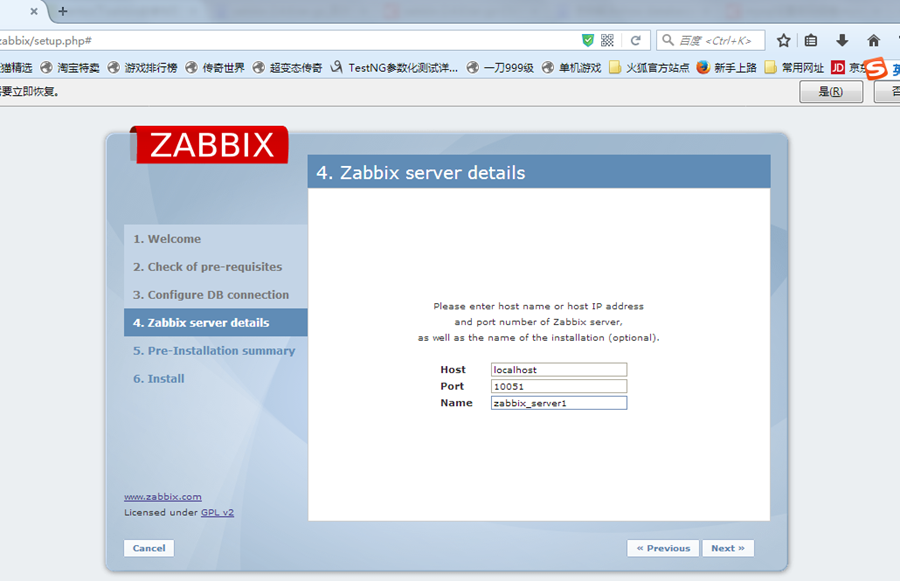 × +
zabbix/setup.php#
百度 <Ctrl+K>
猫精选 淘宝特卖 游戏排行榜 传奇世界 超变态传奇 TestNG参数化测试详... 一刀999级 单机游戏 火狐官方站点 新手上路 常用网址 JD 京东 S 英
要立即恢复。 是(R) 否
ZABBIX
4. Zabbix server details
1. Welcome
2. Check of pre-requisites
3. Configure DB connection
4. Zabbix server details
5. Pre-Installation summary
6. Install
Please enter host name or host IP address
and port number of Zabbix server,
as well as the name of the installation (optional).
Host localhost
Port 10051
Name zabbix_server1
www.zabbix.com
Licensed under GPL v2
Cancel « Previous Next »